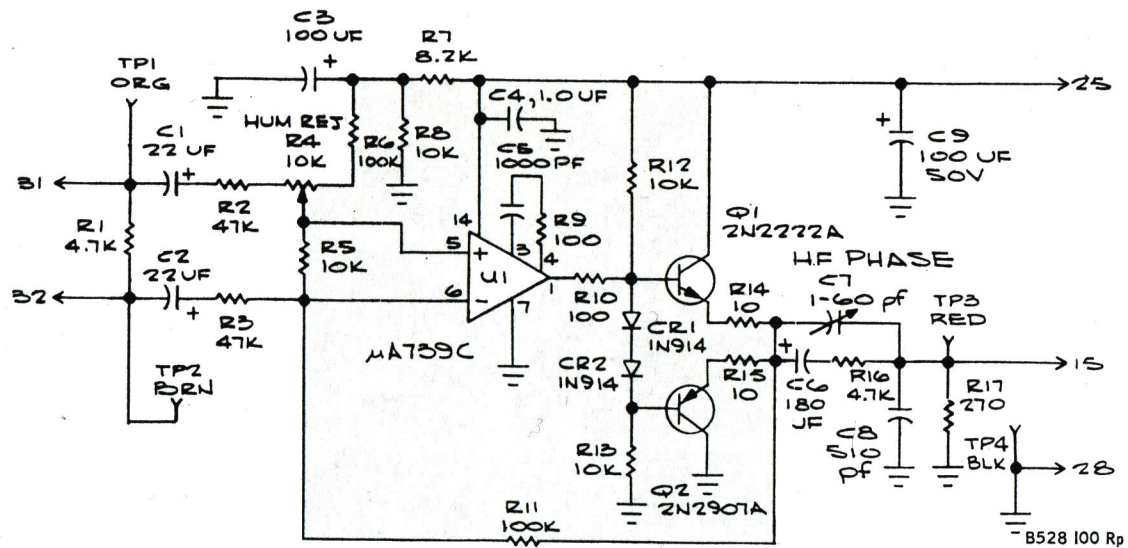 C3
100 UF
+
R7
8.2K
TP1
ORG
25
C4, 1.0 UF
HUM REJ
R4
10K
R6
100K
R8
10K
C5
1000 PF
C1
22 UF
+
R12
10K
+
C9
100 UF
50V
31
R2
47K
R1
4.7K
14
R9
100
Q1
2N2222A
5
+
3
4
U1
R5
10K
H.F PHASE
C7
1-60 pf
C2
22 UF
+
32
6
-
7
1
R10
100
R14
10
TP3
RED
R3
47K
CR1
1N914
µA739C
CR2
1N914
+
15
TP2
BRN
R15
10
C6
180
UF
R16
4.7K
R17
270
R13
10K
C8
510
pf
TP4
BLK
28
Q2
2N2907A
R11
100K
B528 100 Rp